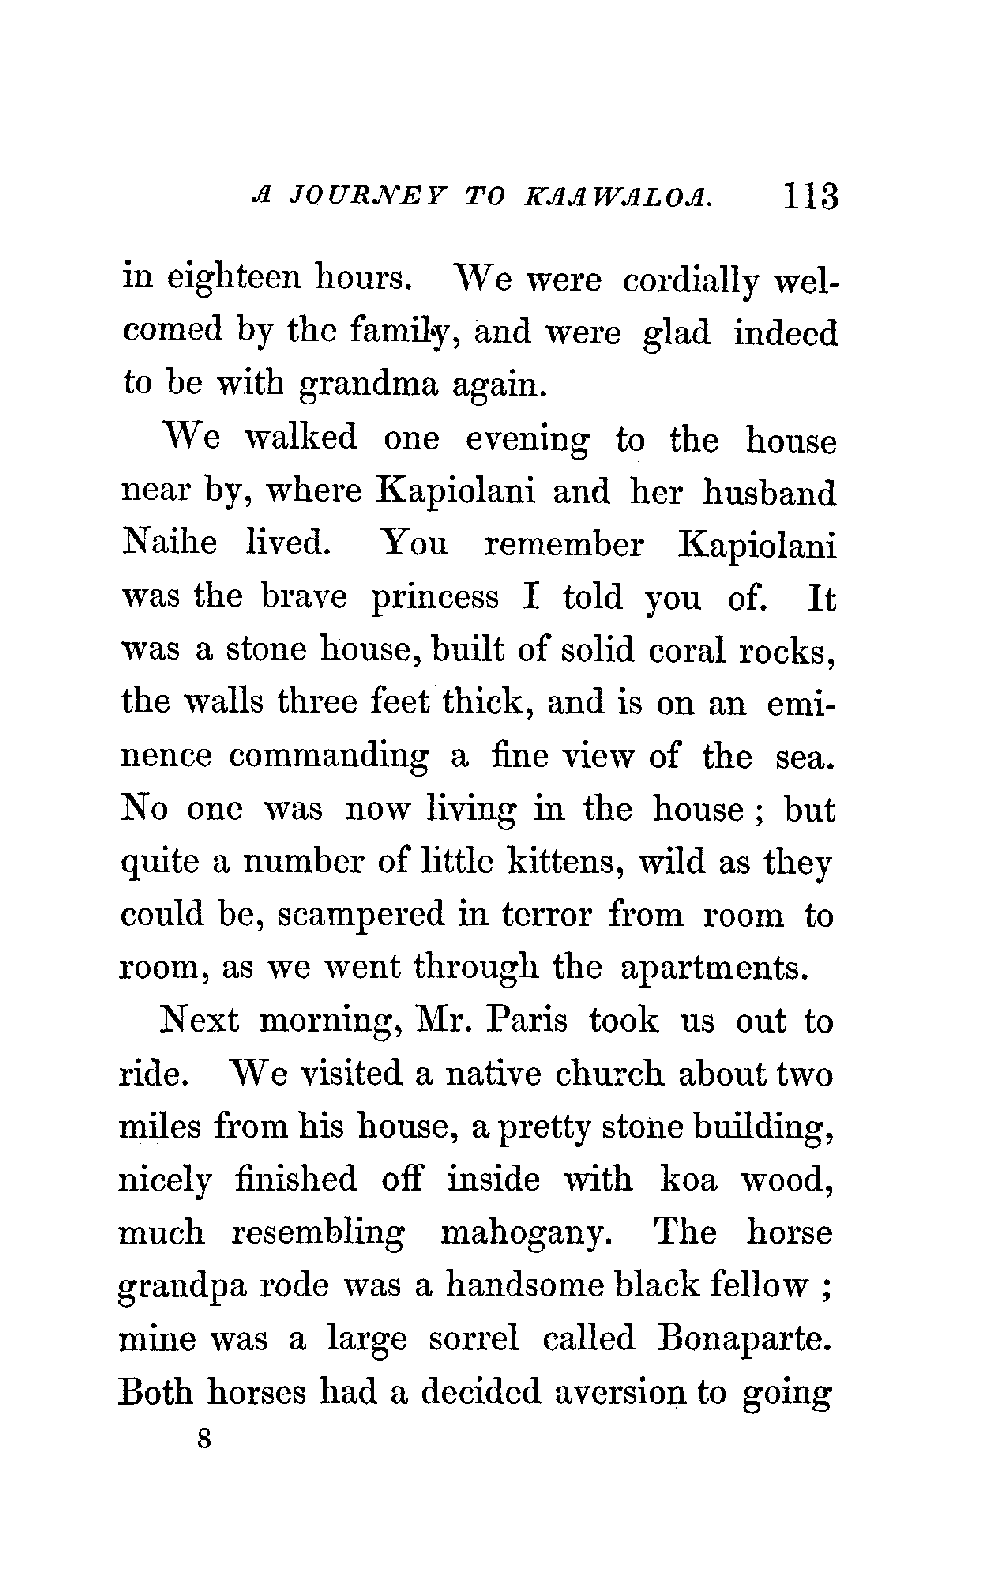 A JOURNEY TO KAAWALOA. 113
in eighteen hours. We were cordially wel-
comed by the family, and were glad indeed
to be with grandma again.
We walked one evening to the house
near by, where Kapiolani and her husband
Naihe lived. You remember Kapiolani
was the brave princess I told you of. It
was a stone house, built of solid coral rocks,
the walls three feet thick, and is on an emi-
nence commanding a fine view of the sea.
No one was now living in the house ; but
quite a number of little kittens, wild as they
could be, scampered in terror from room to
room, as we went through the apartments.
Next morning, Mr. Paris took us out to
ride. We visited a native church about two
miles from his house, a pretty stone building,
nicely finished off inside with koa wood,
much resembling mahogany. The horse
grandpa rode was a handsome black fellow ;
mine was a large sorrel called Bonaparte.
Both horses had a decided aversion to going
8